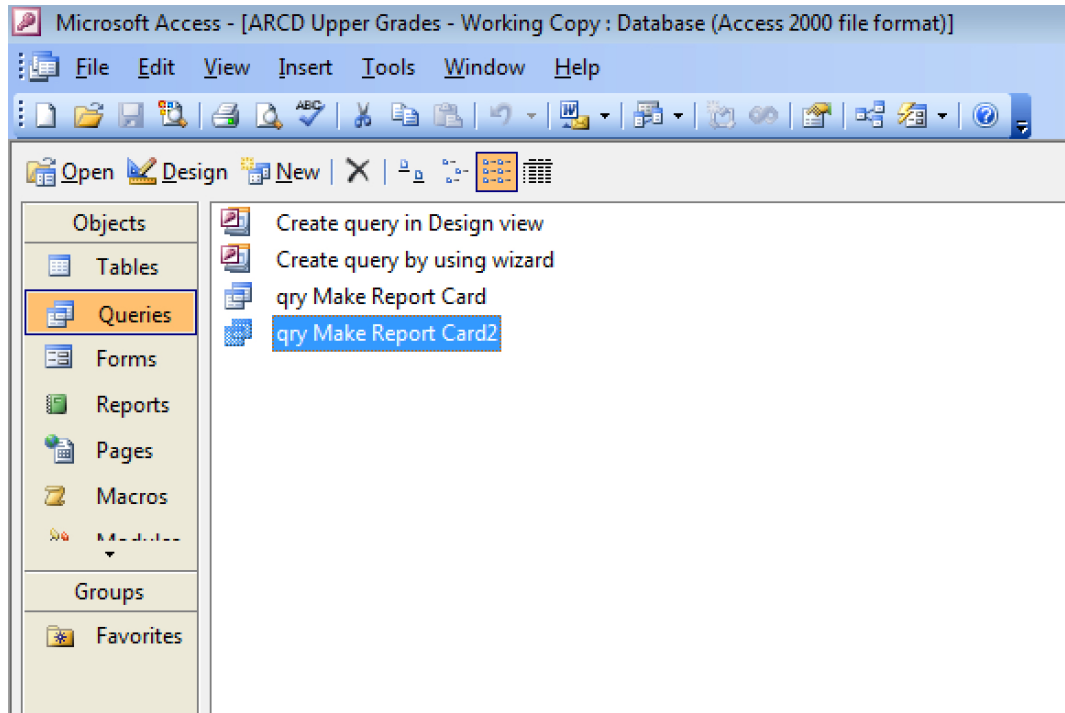 Microsoft Access - [ARCD Upper Grades - Working Copy : Database (Access 2000 file format)]
File Edit View Insert Tools Window Help
ABC
Open Design New
Objects
Tables
Queries
Forms
Reports
Pages
Macros
Groups
Favorites
Create query in Design view
Create query by using wizard
qry Make Report Card
qry Make Report Card2